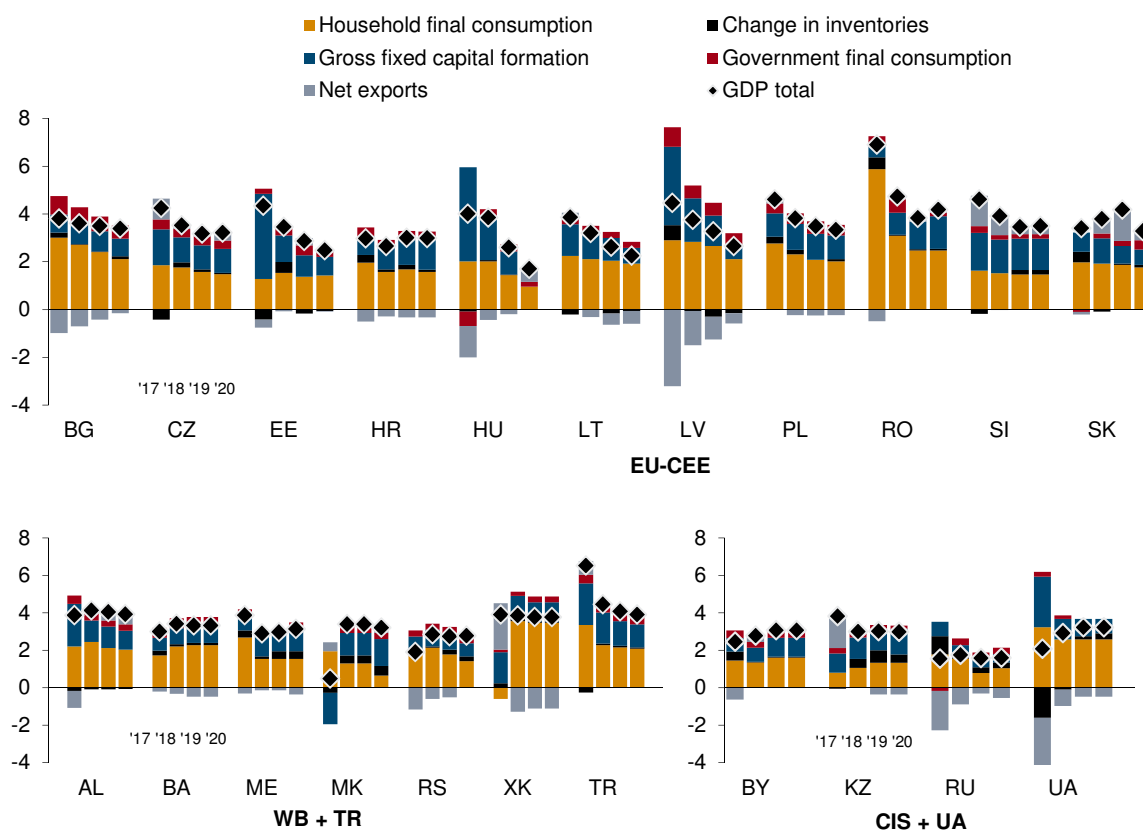 Household final consumption
Change in inventories
Gross fixed capital formation
Government final consumption
Net exports
GDP total
8
6
4
2
0
-2
-4
'17 '18 '19 '20
BG CZ EE HR HU LT LV PL RO SI SK
EU-CEE
8
6
4
2
0
-2
-4
'17 '18 '19 '20
AL BA ME MK RS XK TR
WB + TR
8
6
4
2
0
-2
-4
'17 '18 '19 '20
BY KZ RU UA
CIS + UA